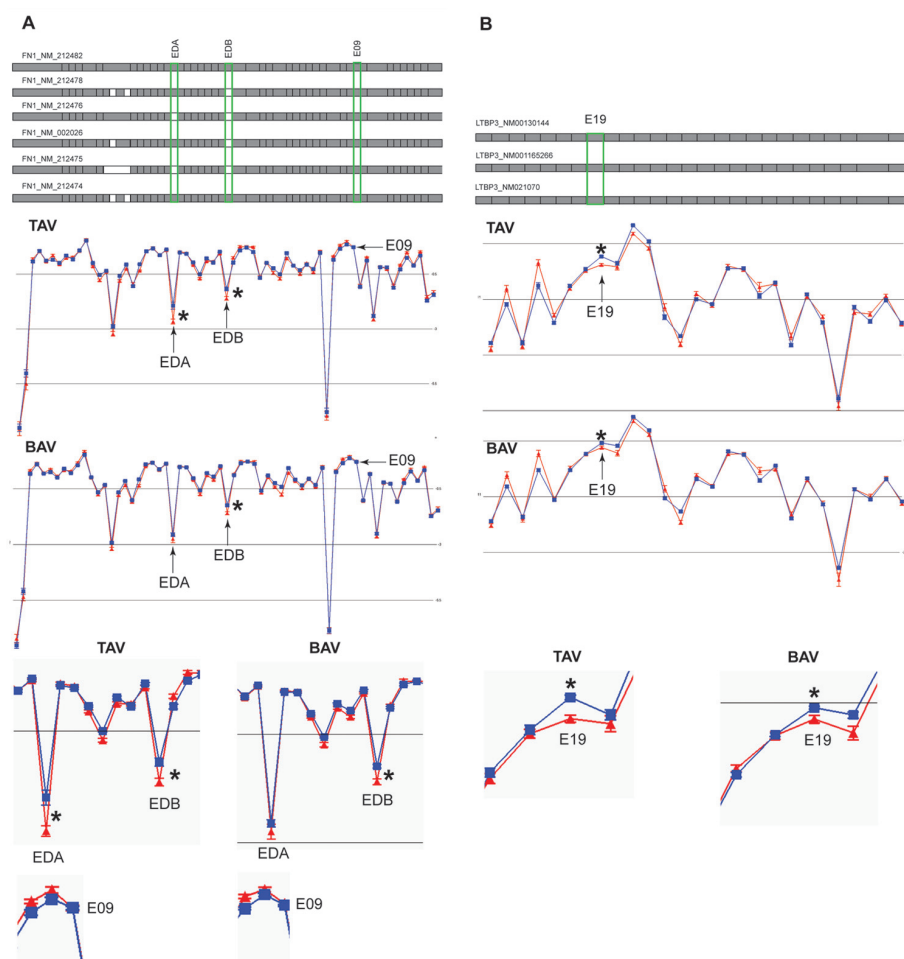 A
EDA
EDB
E09
FN1_NM_212482
FN1_NM_212478
FN1_NM_212476
FN1_NM_002026
FN1_NM_212475
FN1_NM_212474
TAV
E09
*
*
EDB
EDA
BAV
E09
*
EDA
EDB
TAV
*
*
EDB
EDA
E09
BAV
*
EDB
EDA
E09
B
E19
LTBP3_NM00130144
LTBP3_NM001165266
LTBP3_NM021070
TAV
*
E19
BAV
*
E19
TAV
*
E19
BAV
*
E19